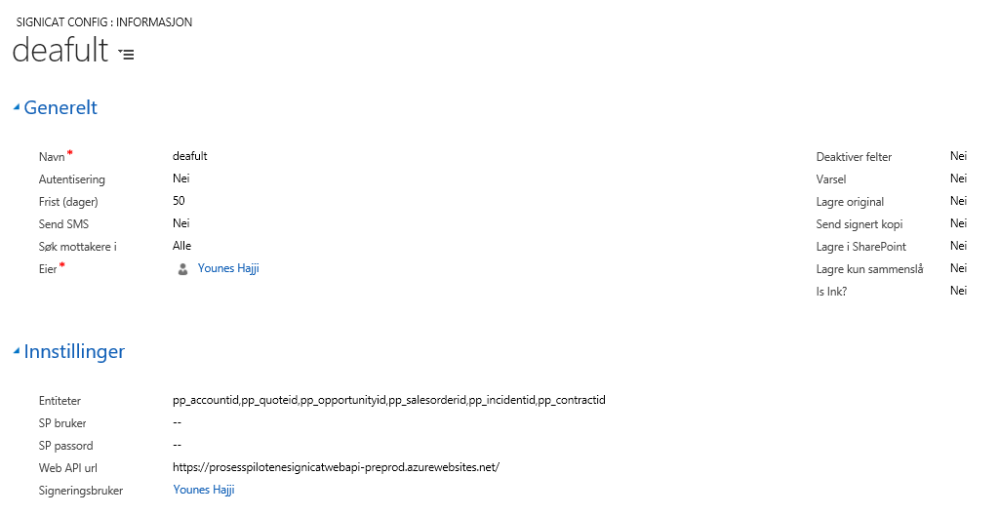 SIGNICAT CONFIG : INFORMASJON
deafult
Generelt
Navn* deafult
Autentisering Nei
Frist (dager) 50
Send SMS Nei
Søk mottakere i Alle
Eier* Younes Hajji
Deaktiver felter Nei
Varsel Nei
Lagre original Nei
Send signert kopi Nei
Lagre i SharePoint Nei
Lagre kun sammenslå Nei
Is Ink? Nei
Innstillinger
Entiteter pp_accountid,pp_quoteid,pp_opportunityid,pp_salesorderid,pp_incidentid,pp_contractid
SP bruker --
SP passord --
Web API url https://prosesspilotenesignicatwebapi-preprod.azurewebsites.net/
Signeringsbruker Younes Hajji